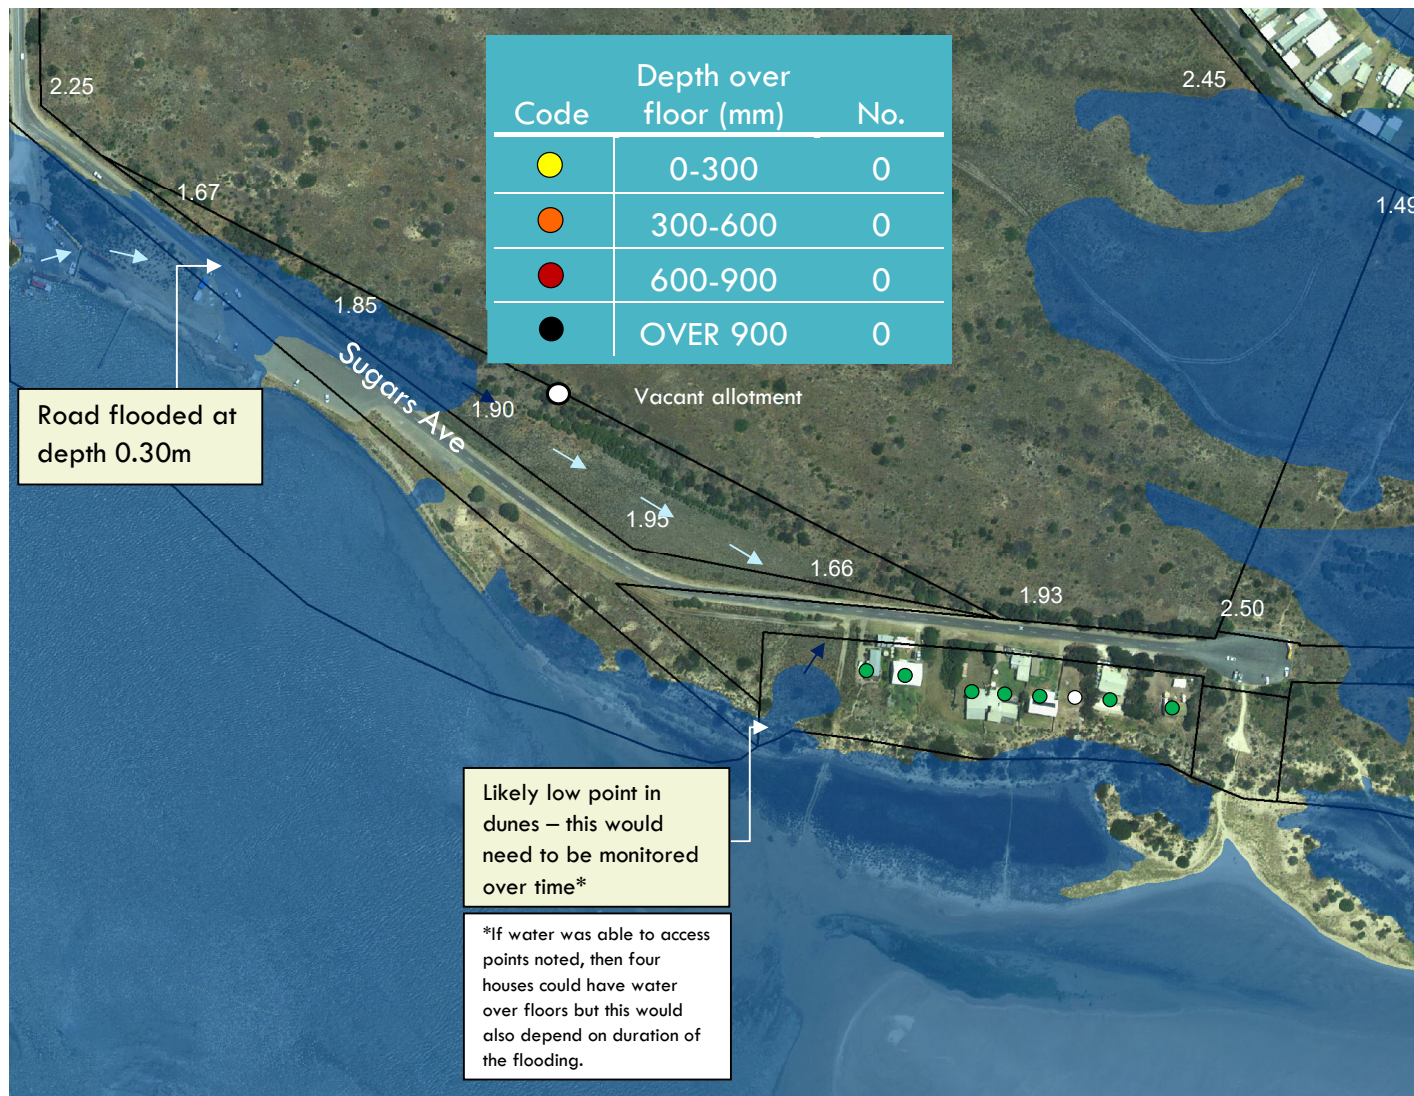 2.25
2.45
Depth over
Code floor (mm) No.
0-300 0
300-600 0
600-900 0
OVER 900 0
1.67
1.49
1.85
Sugars Ave
Road flooded at
depth 0.30m
1.90
Vacant allotment
1.95
1.66
1.93
2.50
Likely low point in
dunes – this would
need to be monitored
over time*
*If water was able to access
points noted, then four
houses could have water
over floors but this would
also depend on duration of
the flooding.